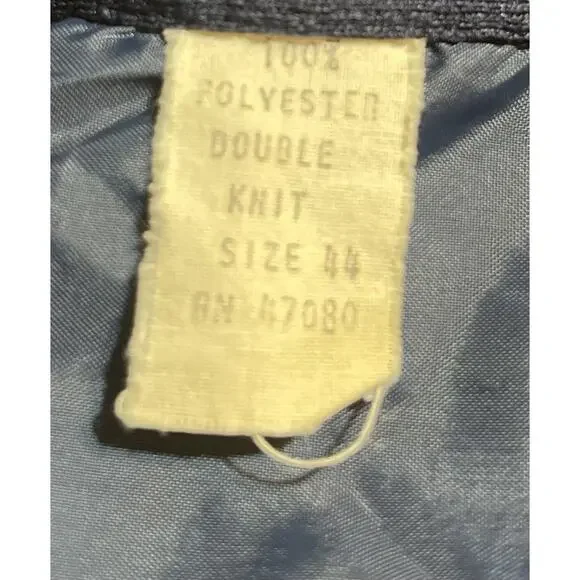 100%
POLYESTER
DOUBLE
KNIT
SIZE 44
RN 47080